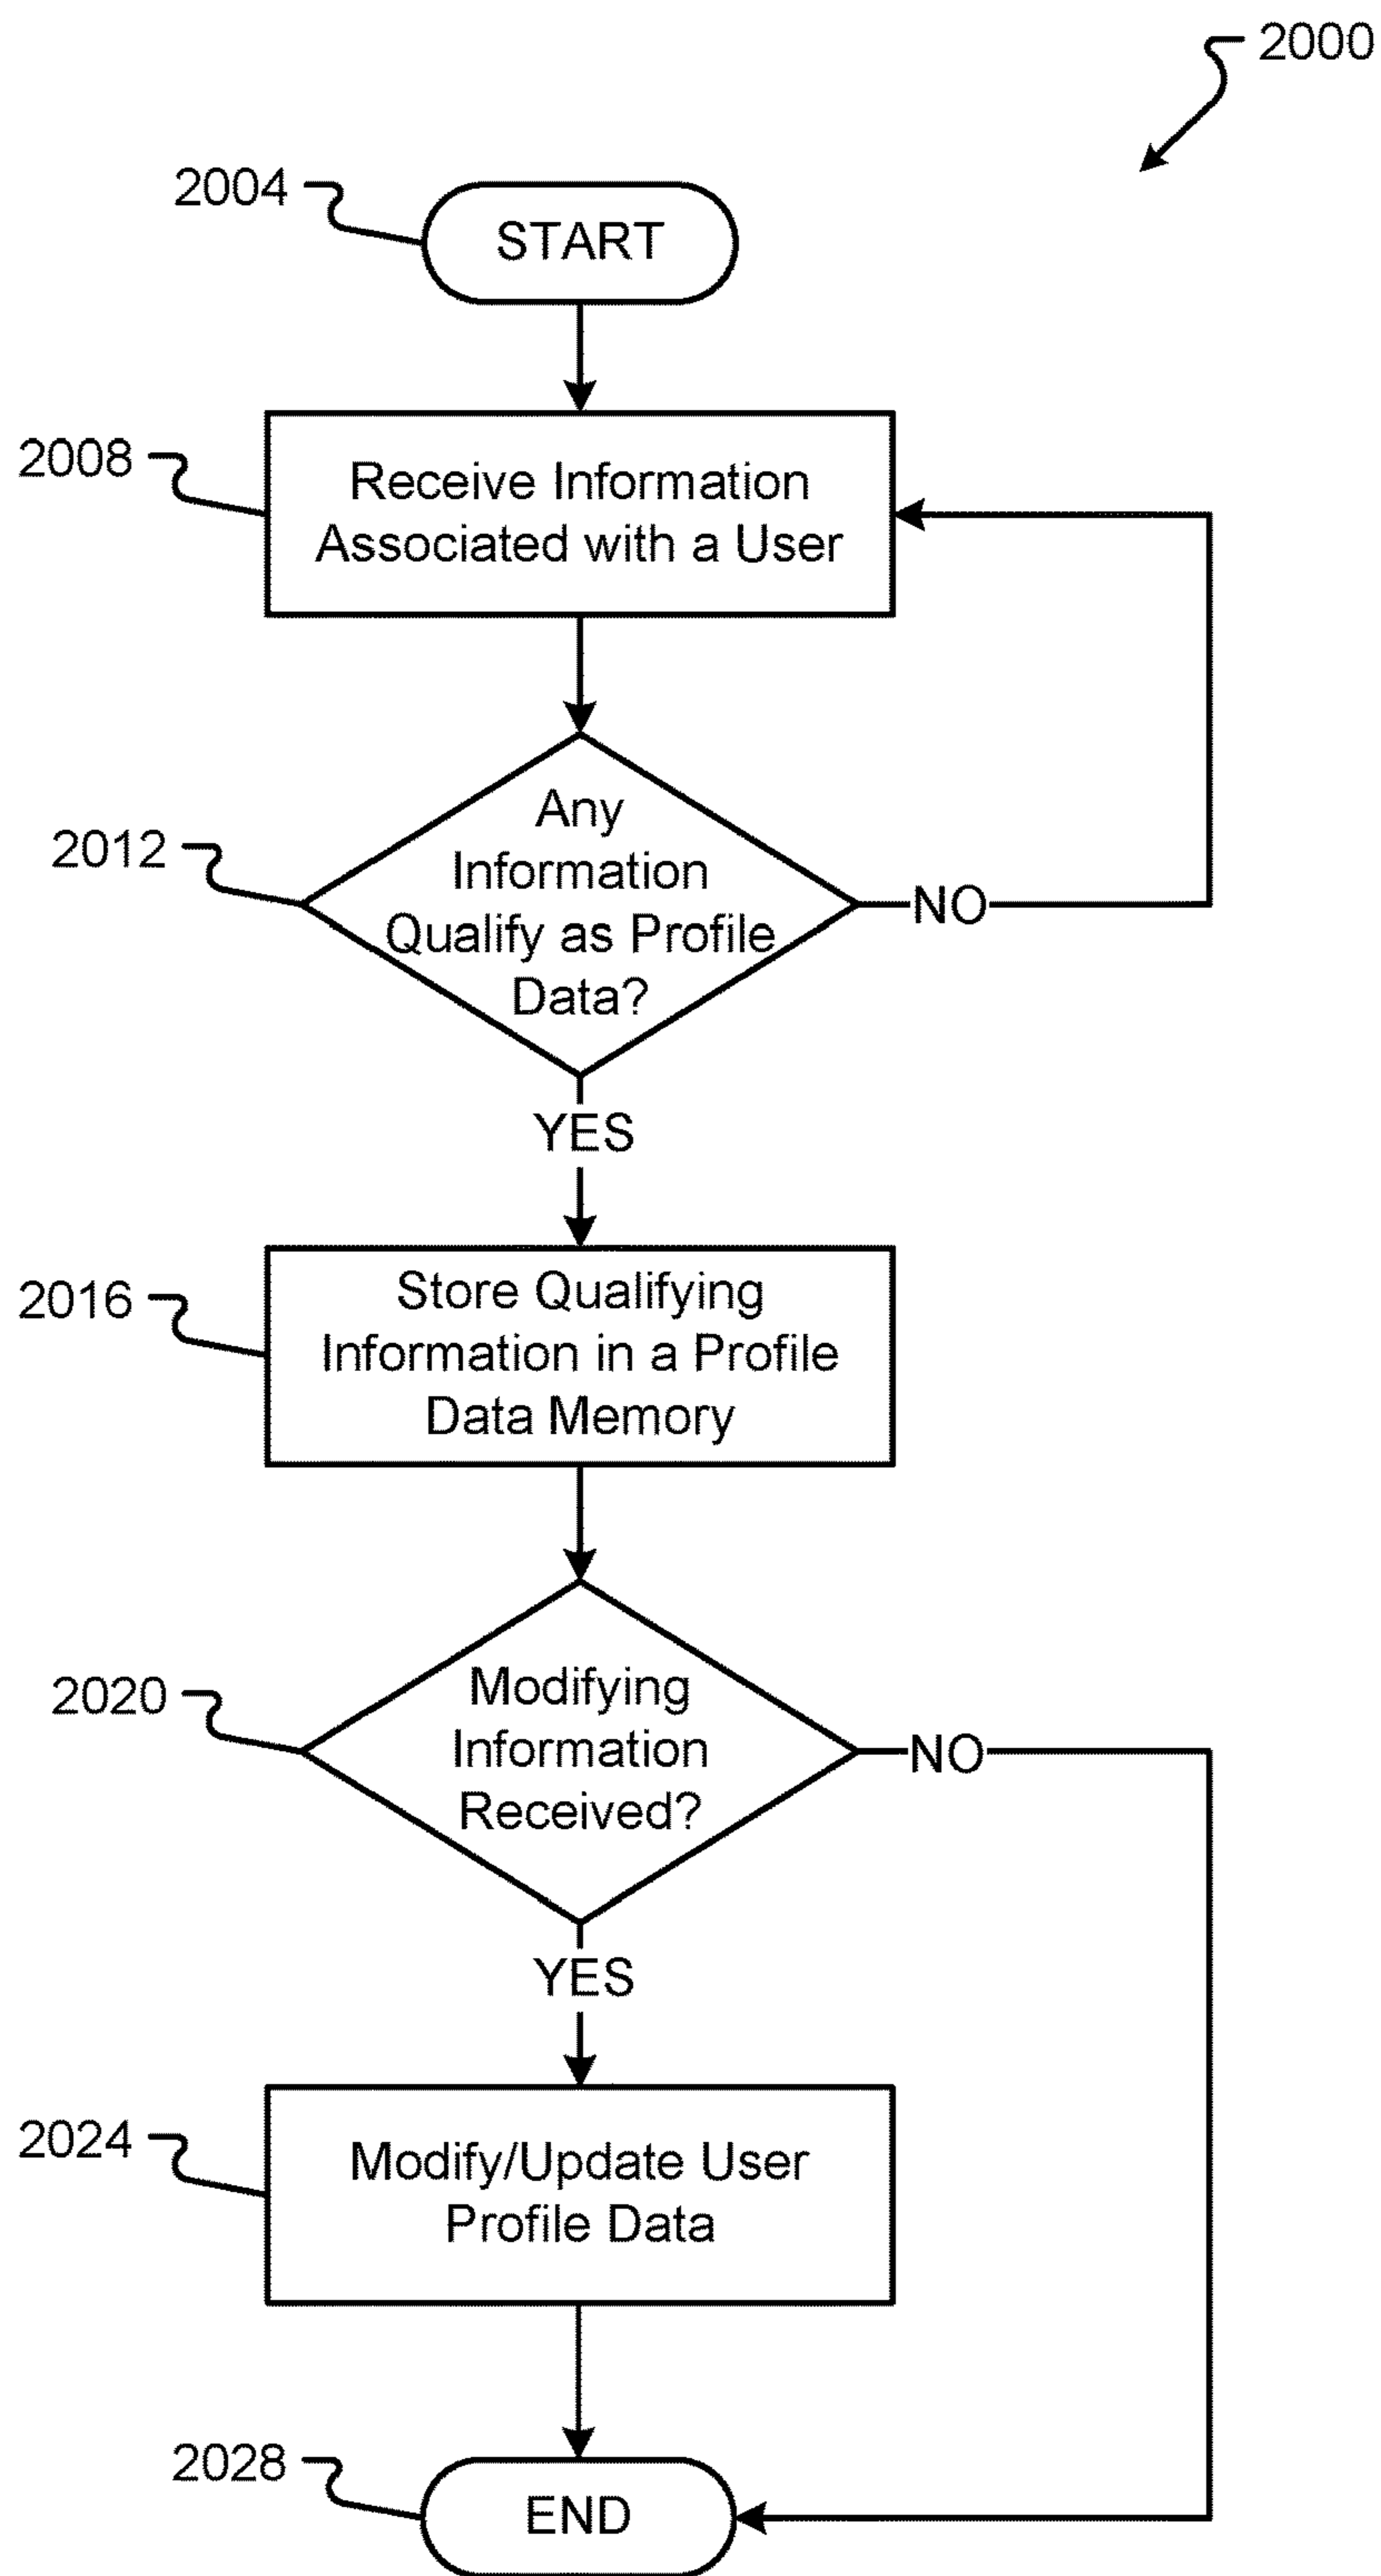 2000
2004
START
2008
Receive Information
Associated with a User
2012
Any
Information
Qualify as Profile
Data?
NO
YES
2016
Store Qualifying
Information in a Profile
Data Memory
2020
Modifying
Information
Received?
NO
YES
2024
Modify/Update User
Profile Data
2028
END